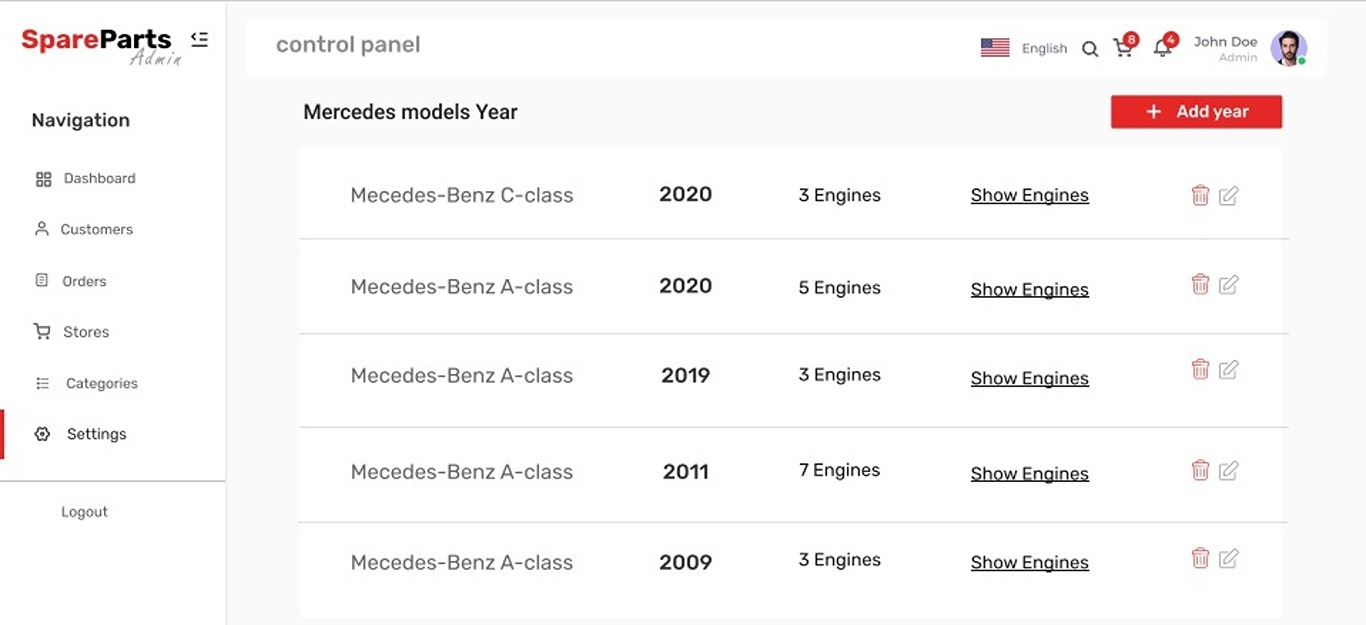 SpareParts
Admin
control panel
English
8
4
John Doe
Admin
Navigation
Dashboard
Customers
Orders
Stores
Categories
Settings
Logout
Mercedes models Year
+ Add year
Mecedes-Benz C-class 2020 3 Engines Show Engines
Mecedes-Benz A-class 2020 5 Engines Show Engines
Mecedes-Benz A-class 2019 3 Engines Show Engines
Mecedes-Benz A-class 2011 7 Engines Show Engines
Mecedes-Benz A-class 2009 3 Engines Show Engines